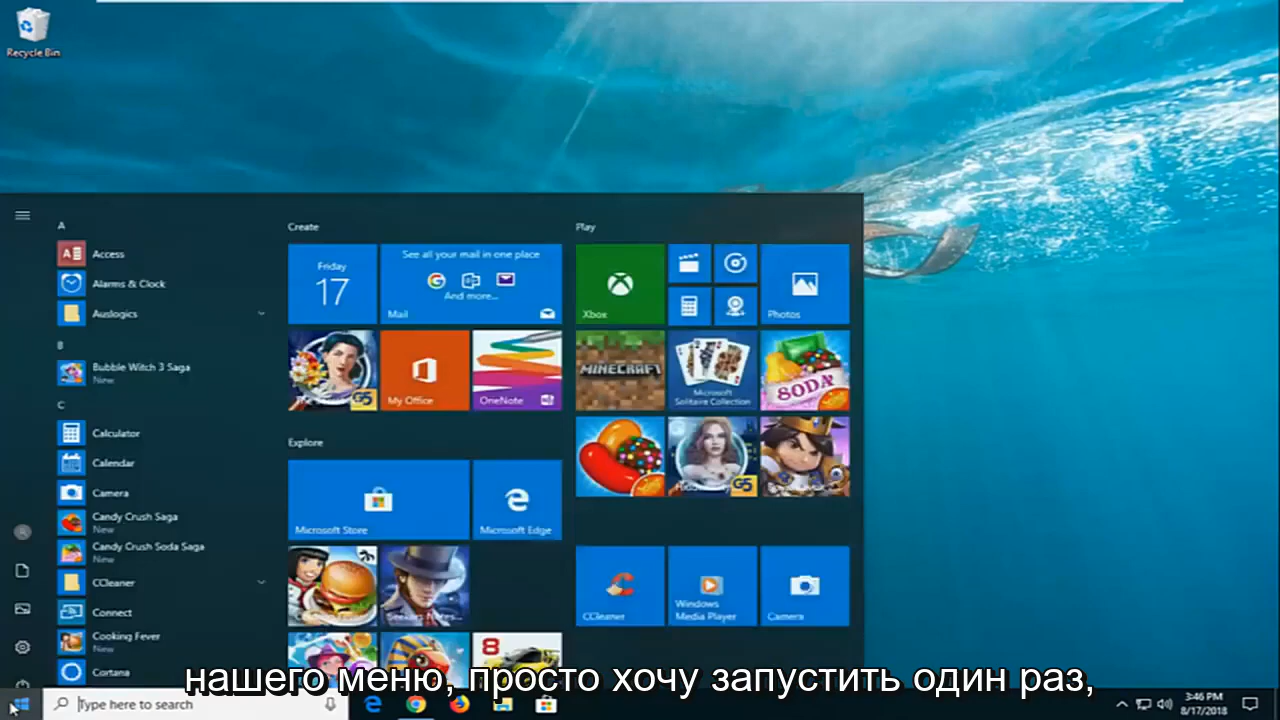 Recycle Bin
A
Access
Alarms & Clock
Auslogics
B
Bubble Witch 3 Saga
New
C
Calculator
Calendar
Camera
Candy Crush Saga
New
Candy Crush Soda Saga
New
CCleaner
Connect
Cooking Fever
New
Cortana
Create
Friday
17
See all your mail in one place
And more...
Mail
G5
My Office
OneNote
Explore
Microsoft Store
Microsoft Edge
8
Play
Xbox
Photos
MINECRAFT
Microsoft
Solitaire Collection
SODA
G5
CCleaner
Windows
Media Player
Camera
нашего меню, просто хочу запустить один раз,
Type here to search
3:46 PM
8/17/2018